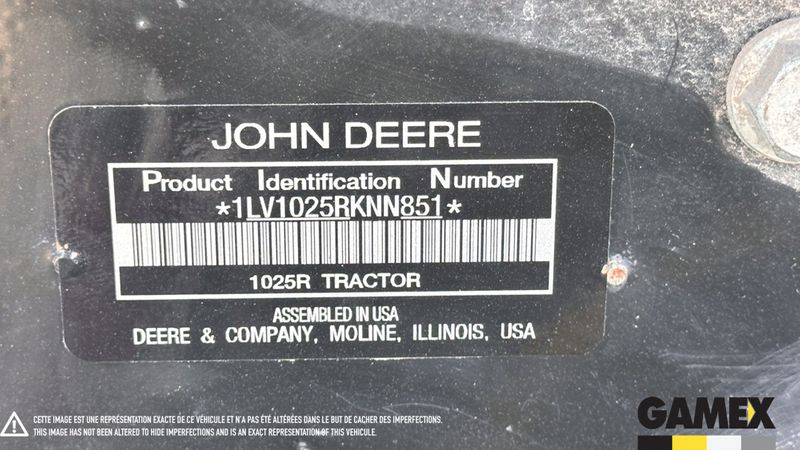 JOHN DEERE
Product Identification Number
*1LV1025RKNN851*
1025R TRACTOR
ASSEMBLED IN USA
DEERE & COMPANY, MOLINE, ILLINOIS, USA
CETTE IMAGE EST UNE REPRÉSENTATION EXACTE DE CE VÉHICULE ET N'A PAS ÉTÉ ALTÉRÉES DANS LE BUT DE CACHER DES IMPERFECTIONS.
THIS IMAGE HAS NOT BEEN ALTERED TO HIDE IMPERFECTIONS AND IS AN EXACT REPRESENTATION OF THIS VEHICLE.
GAMEX